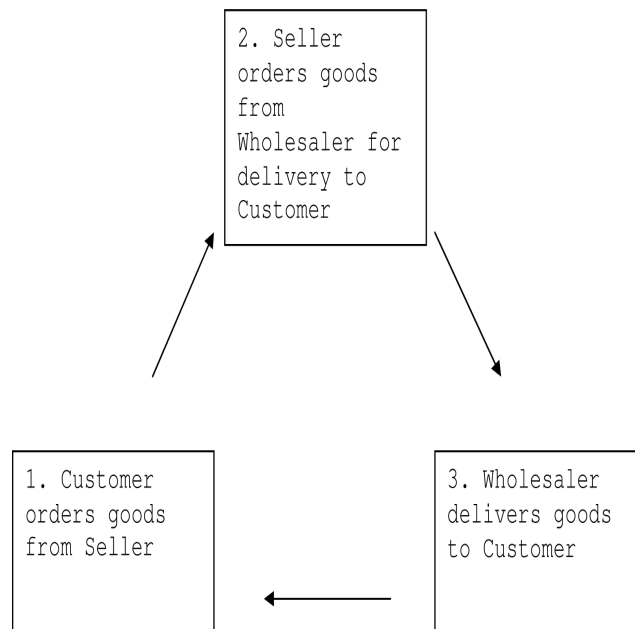 2. Seller
orders goods
from
Wholesaler for
delivery to
Customer
1. Customer
orders goods
from Seller
3. Wholesaler
delivers goods
to Customer